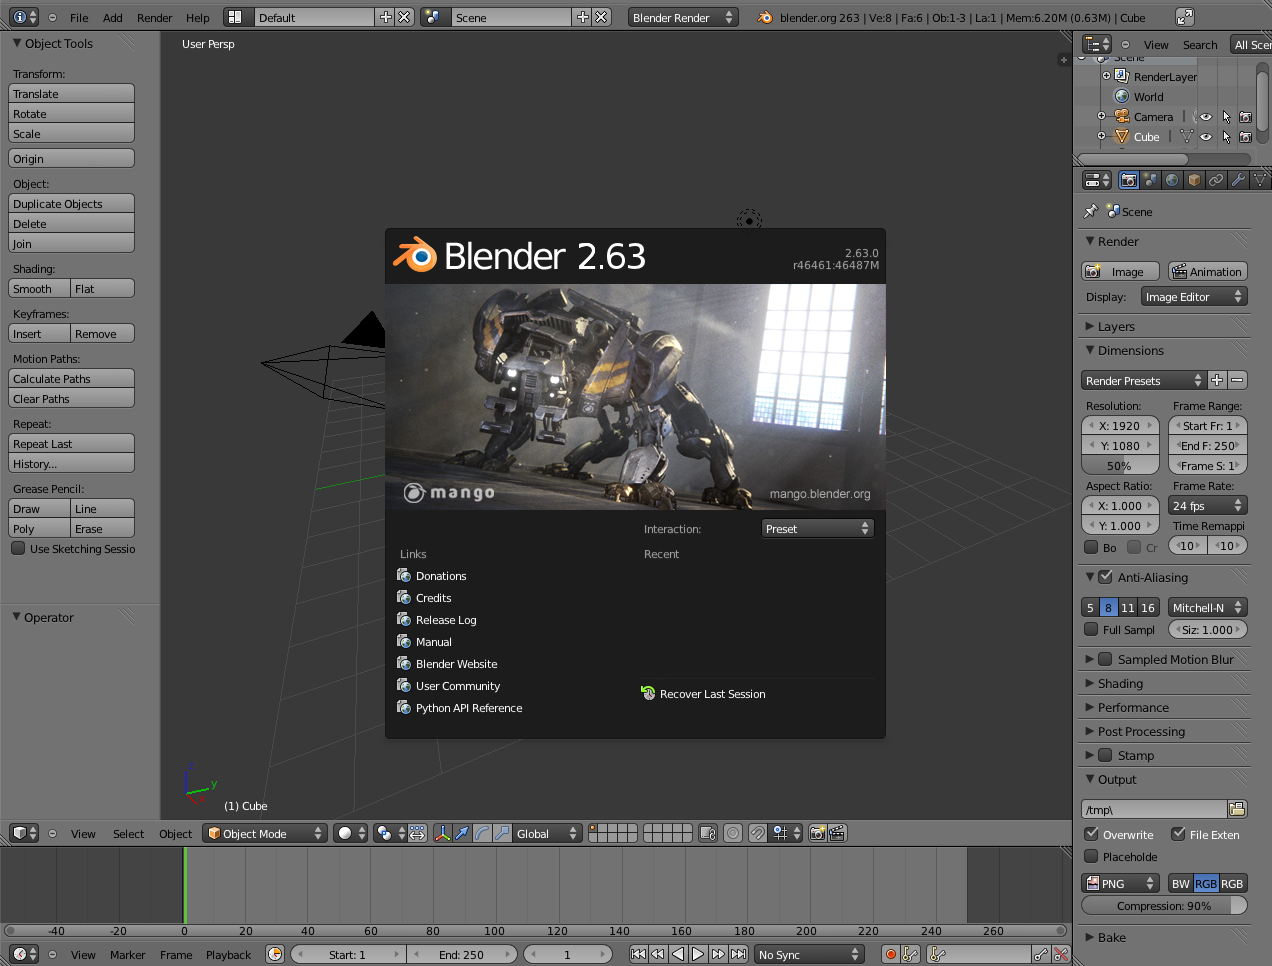 File Add Render Help Default Scene Blender Render blender.org 263 | Ve:8 | Fa:6 | Ob:1-3 | La:1 | Mem:6.20M (0.63M) | Cube
Object Tools
Transform:
Translate
Rotate
Scale
Origin
Object:
Duplicate Objects
Delete
Join
Shading:
Smooth Flat
Keyframes:
Insert Remove
Motion Paths:
Calculate Paths
Clear Paths
Repeat:
Repeat Last
History...
Grease Pencil:
Draw Line
Poly Erase
Use Sketching Sessio
Operator
User Persp
Blender 2.63
2.63.0
r46461:46487M
mango
mango.blender.org
Interaction: Preset
Links
Recent
Donations
Credits
Release Log
Manual
Blender Website
User Community
Python API Reference
Recover Last Session
z
y
x
(1) Cube
View Select Object Object Mode Global
-40 -20 0 20 40 60 80 100 120 140 160 180 200 220 240 260
View Marker Frame Playback Start: 1 End: 250 1 No Sync
View Search All Scer
Scene
RenderLayer
World
Camera
Cube
Scene
Render
Image Animation
Display: Image Editor
Layers
Dimensions
Render Presets
Resolution: Frame Range:
X: 1920 Start Fr: 1
Y: 1080 End F: 250
50% Frame S: 1
Aspect Ratio: Frame Rate:
X: 1.000 24 fps
Y: 1.000 Time Remappi
Bo Cr 10 10
Anti-Aliasing
5 8 11 16 Mitchell-N
Full Sampl Siz: 1.000
Sampled Motion Blur
Shading
Performance
Post Processing
Stamp
Output
/tmp\
Overwrite File Exten
Placeholde
PNG BW RGB RGB
Compression: 90%
Bake